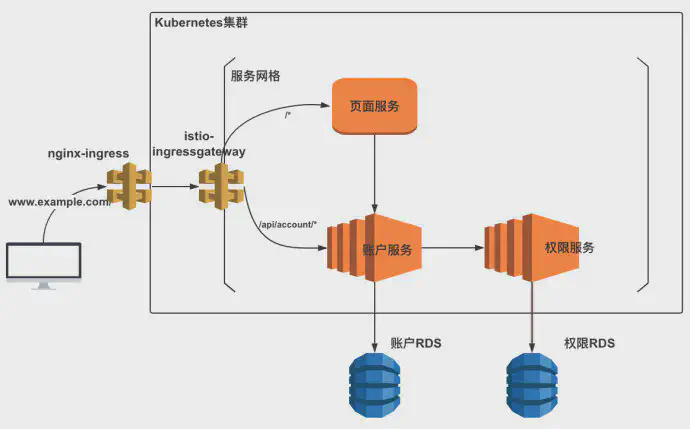 Kubernetes集群
服务网格
页面服务
/*
istio-
ingressgateway
nginx-ingress
www.example.com/
/api/account/*
账户服务
权限服务
账户RDS
权限RDS